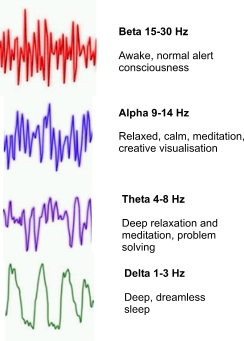 Beta 15-30 Hz
Awake, normal alert
consciousness
Alpha 9-14 Hz
Relaxed, calm, meditation,
creative visualisation
Theta 4-8 Hz
Deep relaxation and
meditation, problem
solving
Delta 1-3 Hz
Deep, dreamless
sleep